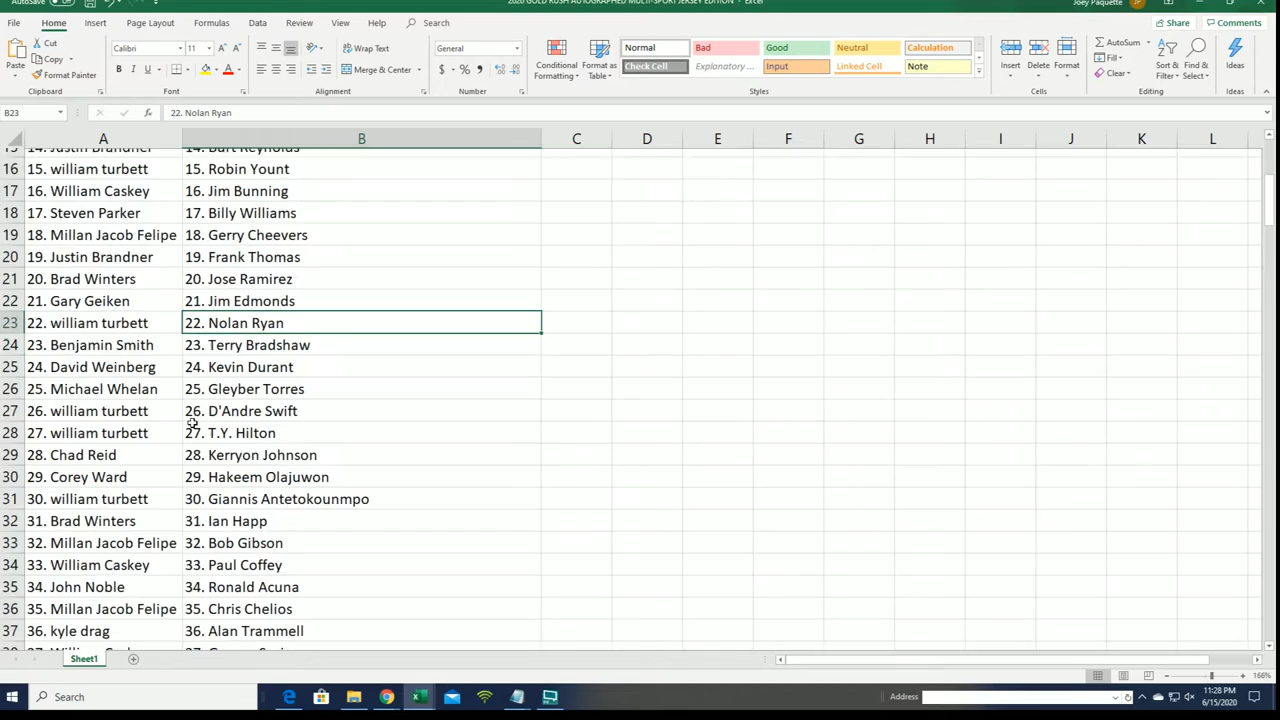 AutoSave
2020 GOLD RUSH AUTOGRAPHED MULTI-SPORT JERSEY EDITION - Excel
Joey Paquette
JP
File
Home
Insert
Page Layout
Formulas
Data
Review
View
Help
Search
Share
Comments
Paste
Cut
Copy
Format Painter
Clipboard
Calibri
11
B I U
Font
Wrap Text
Merge & Center
Alignment
General
$ % ,
Number
Conditional Formatting
Format as Table
Normal
Bad
Good
Neutral
Calculation
Check Cell
Explanatory ...
Input
Linked Cell
Note
Styles
Insert
Delete
Format
Cells
AutoSum
Fill
Clear
Sort & Filter
Find & Select
Editing
Ideas
Ideas
B23
fx
22. Nolan Ryan
A B C D E F G H I J K L
14. Justin Brandner 14. Burt Reynolds
16 15. william turbett 15. Robin Yount
17 16. William Caskey 16. Jim Bunning
18 17. Steven Parker 17. Billy Williams
19 18. Millan Jacob Felipe 18. Gerry Cheevers
20 19. Justin Brandner 19. Frank Thomas
21 20. Brad Winters 20. Jose Ramirez
22 21. Gary Geiken 21. Jim Edmonds
23 22. william turbett 22. Nolan Ryan
24 23. Benjamin Smith 23. Terry Bradshaw
25 24. David Weinberg 24. Kevin Durant
26 25. Michael Whelan 25. Gleyber Torres
27 26. william turbett 26. D'Andre Swift
28 27. william turbett 27. T.Y. Hilton
29 28. Chad Reid 28. Kerryon Johnson
30 29. Corey Ward 29. Hakeem Olajuwon
31 30. william turbett 30. Giannis Antetokounmpo
32 31. Brad Winters 31. Ian Happ
33 32. Millan Jacob Felipe 32. Bob Gibson
34 33. William Caskey 33. Paul Coffey
35 34. John Noble 34. Ronald Acuna
36 35. Millan Jacob Felipe 35. Chris Chelios
37 36. kyle drag 36. Alan Trammell
Sheet1
166%
Search
Address
11:28 PM
6/15/2020